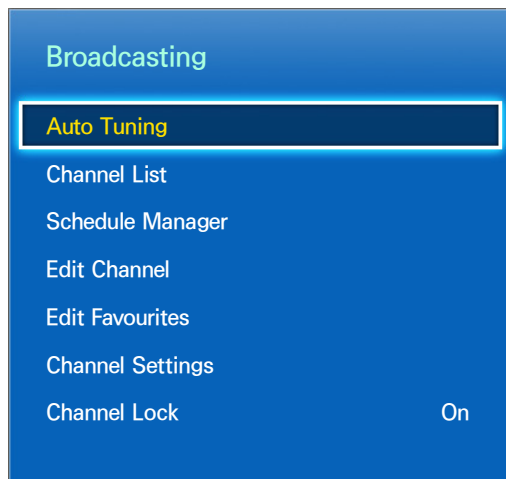 Broadcasting
Auto Tuning
Channel List
Schedule Manager
Edit Channel
Edit Favourites
Channel Settings
Channel Lock On